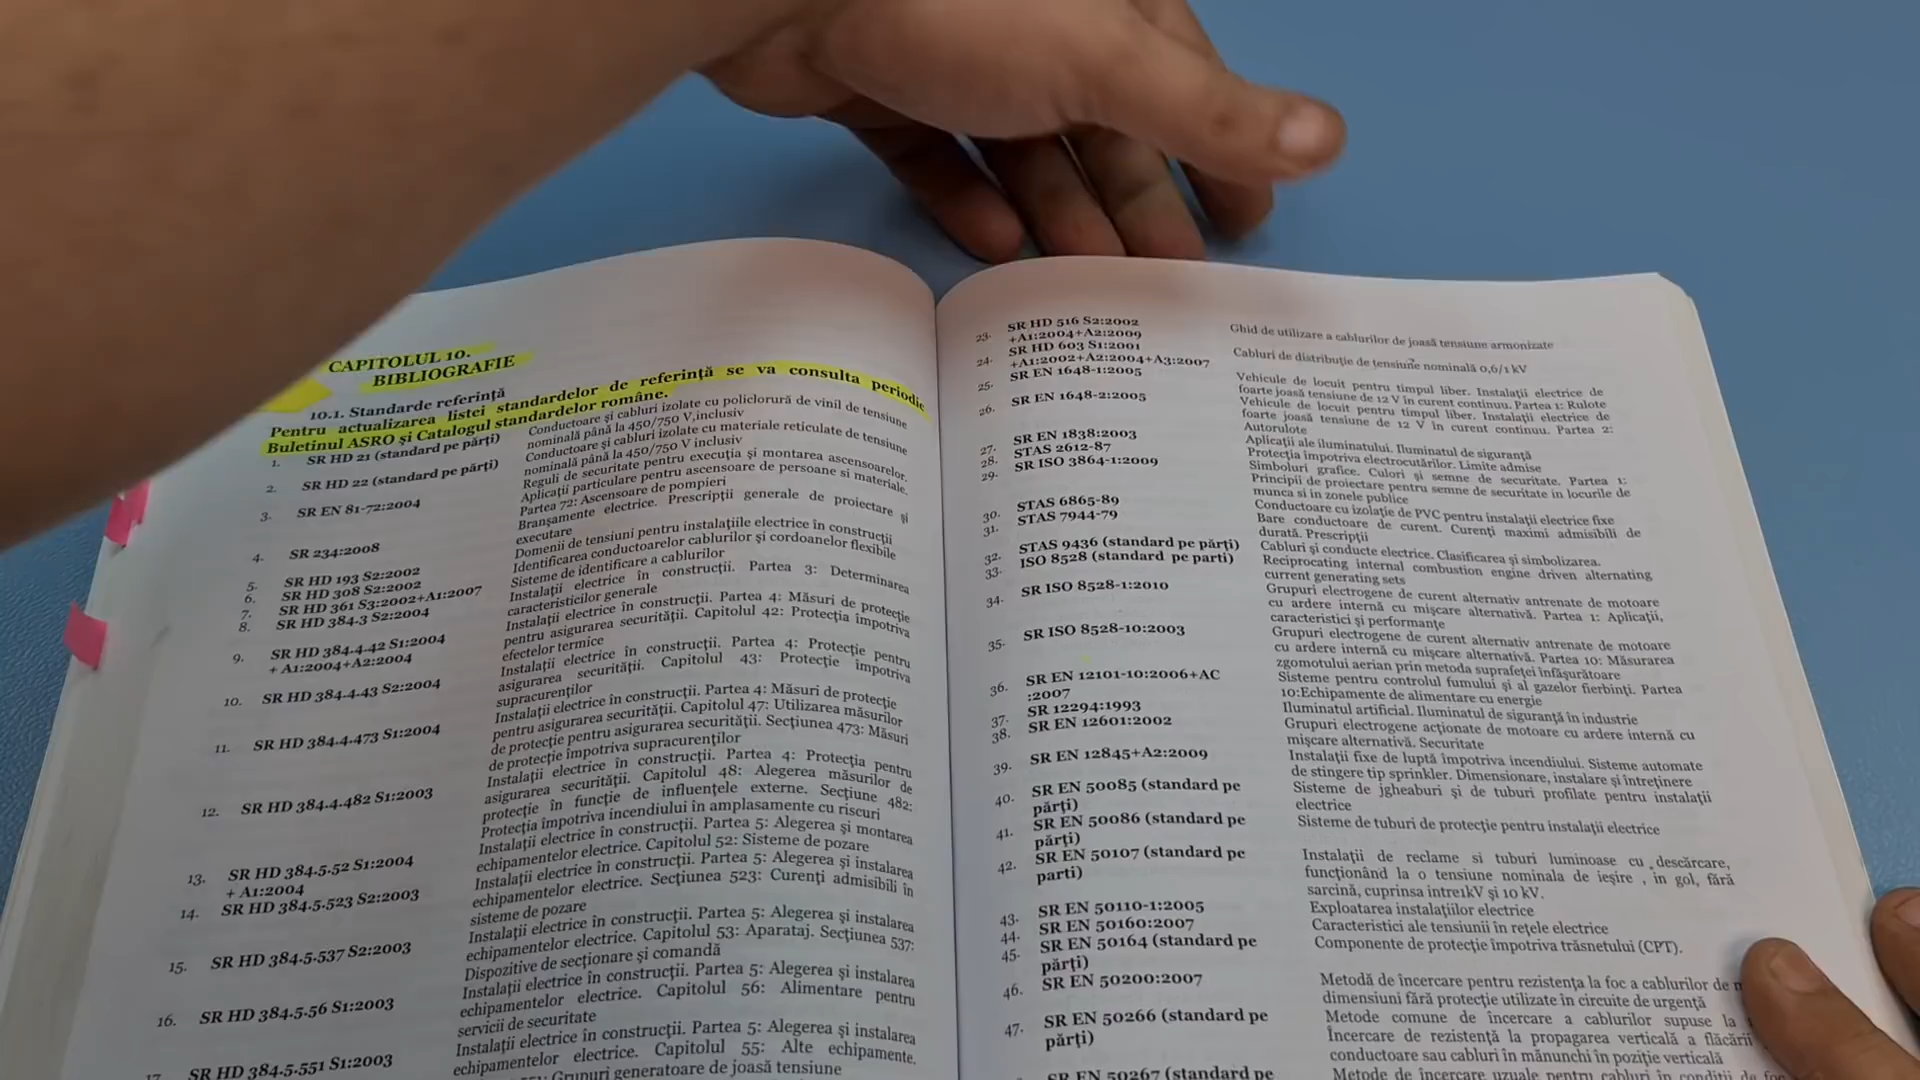 CAPITOLUL 10.
BIBLIOGRAFIE
10.1. Standarde referință
Pentru actualizarea listei standardelor de referință se va consulta periodic
Buletinul ASRO și Catalogul standardelor române.
1. SR HD 21 (standard pe părți) Conductoare și cabluri izolate cu policlorură de vinil de tensiune
nominală până la 450/750 V,inclusiv
2. SR HD 22 (standard pe părți) Conductoare și cabluri izolate cu materiale reticulate de tensiune
nominală până la 450/750 V inclusiv
3. SR EN 81-72:2004 Reguli de securitate pentru execuția și montarea ascensoarelor.
Aplicații particulare pentru ascensoare de persoane si materiale.
Partea 72: Ascensoare de pompieri
4. SR 234:2008 Branșamente electrice. Prescripții generale de proiectare și
executare
5. SR HD 193 S2:2002 Domenii de tensiuni pentru instalațiile electrice în construcții
6. SR HD 308 S2:2002 Identificarea conductoarelor cablurilor și cordoanelor flexibile
7. SR HD 361 S3:2002+A1:2007 Sisteme de identificare a cablurilor
8. SR HD 384-3 S2:2004 Instalații electrice în construcții. Partea 3: Determinarea
caracteristicilor generale
9. SR HD 384-4-42 S1:2004 Instalații electrice în construcții. Partea 4: Măsuri de protecție
+ A1:2004+A2:2004 pentru asigurarea securității. Capitolul 42: Protecția împotriva
efectelor termice
10. SR HD 384-4-43 S2:2004 Instalații electrice în construcții. Partea 4: Protecție pentru
asigurarea securității. Capitolul 43: Protecție împotriva
supracurenților
11. SR HD 384-4-473 S1:2004 Instalații electrice în construcții. Partea 4: Măsuri de protecție
pentru asigurarea securității. Capitolul 47: Utilizarea măsurilor
de protecție pentru asigurarea securității. Secțiunea 473: Măsuri
de protecție împotriva supracurenților
12. SR HD 384-4-482 S1:2003 Instalații electrice în construcții. Partea 4: Protecția pentru
asigurarea securității. Capitolul 48: Alegerea măsurilor de
protecție în funcție de influențele externe. Secțiune 482:
Protecția împotriva incendiului în amplasamente cu riscuri
13. SR HD 384.5.52 S1:2004 Instalații electrice în construcții. Partea 5: Alegerea și montarea
+ A1:2004 echipamentelor electrice. Capitolul 52: Sisteme de pozare
14. SR HD 384-5-523 S2:2003 Instalații electrice în construcții. Partea 5: Alegerea și instalarea
echipamentelor electrice. Secțiunea 523: Curenți admisibili în
sisteme de pozare
15. SR HD 384-5-537 S2:2003 Instalații electrice în construcții. Partea 5: Alegerea și instalarea
echipamentelor electrice. Capitolul 53: Aparataj. Secțiunea 537:
Dispozitive de secționare și comandă
16. SR HD 384.5.56 S1:2003 Instalații electrice în construcții. Partea 5: Alegerea și instalarea
echipamentelor electrice. Capitolul 56: Alimentare pentru
servicii de securitate
17. SR HD 384.5.551 S1:2003 Instalații electrice în construcții. Partea 5: Alegerea și instalarea
echipamentelor electrice. Capitolul 55: Alte echipamente.
Grupuri generatoare de joasă tensiune
23. SR HD 516 S2:2002 Ghid de utilizare a cablurilor de joasă tensiune armonizate
+A1:2004+A2:2009
24. SR HD 603 S1:2001 Cabluri de distribuție de tensiune nominală 0,6/1 kV
+A1:2002+A2:2004+A3:2007
25. SR EN 1648-1:2005 Vehicule de locuit pentru timpul liber. Instalații electrice de
foarte joasă tensiune de 12 V în curent continuu. Partea 1: Rulote
26. SR EN 1648-2:2005 Vehicule de locuit pentru timpul liber. Instalații electrice de
foarte joasă tensiune de 12 V în curent continuu. Partea 2:
Autorulote
27. SR EN 1838:2003 Aplicații ale iluminatului. Iluminatul de siguranță
28. STAS 2612-87 Protecția împotriva electrocutărilor. Limite admise
29. SR ISO 3864-1:2009 Simboluri grafice. Culori și semne de securitate. Partea 1:
Principii de proiectare pentru semne de securitate in locurile de
munca si in zonele publice
30. STAS 6865-89 Conductoare cu izolație de PVC pentru instalații electrice fixe
31. STAS 7944-79 Bare conductoare de curent. Curenți maximi admisibili de
durată. Prescripții
32. STAS 9436 (standard pe părți) Cabluri și conducte electrice. Clasificarea și simbolizarea.
33. ISO 8528 (standard pe parti) Reciprocating internal combustion engine driven alternating
current generating sets
34. SR ISO 8528-1:2010 Grupuri electrogene de curent alternativ antrenate de motoare
cu ardere internă cu mișcare alternativă. Partea 1: Aplicații,
caracteristici și performanțe
35. SR ISO 8528-10:2003 Grupuri electrogene de curent alternativ antrenate de motoare
cu ardere internă cu mișcare alternativă. Partea 10: Măsurarea
zgomotului aerian prin metoda suprafeței înfășurătoare
36. SR EN 12101-10:2006+AC Sisteme pentru controlul fumului și al gazelor fierbinți. Partea
:2007 10:Echipamente de alimentare cu energie
37. SR 12294:1993 Iluminatul artificial. Iluminatul de siguranță în industrie
38. SR EN 12601:2002 Grupuri electrogene acționate de motoare cu ardere internă cu
mișcare alternativă. Securitate
39. SR EN 12845+A2:2009 Instalații fixe de luptă împotriva incendiului. Sisteme automate
de stingere tip sprinkler. Dimensionare, instalare și întreținere
40. SR EN 50085 (standard pe Sisteme de jgheaburi și de tuburi profilate pentru instalații
părți) electrice
41. SR EN 50086 (standard pe Sisteme de tuburi de protecție pentru instalații electrice
părți)
42. SR EN 50107 (standard pe Instalații de reclame si tuburi luminoase cu descărcare,
parti) funcționând la o tensiune nominala de ieșire , in gol, fără
sarcină, cuprinsa intre1kV și 10 kV.
43. SR EN 50110-1:2005 Exploatarea instalațiilor electrice
44. SR EN 50160:2007 Caracteristici ale tensiunii in rețele electrice
45. SR EN 50164 (standard pe Componente de protecție împotriva trăsnetului (CPT).
părți)
46. SR EN 50200:2007 Metodă de încercare pentru rezistența la foc a cablurilor de
dimensiuni fără protecție utilizate în circuite de urgență
47. SR EN 50266 (standard pe Metode comune de încercare a cablurilor supuse la
părți) Încercare de rezistență la propagarea verticală a flăcării
conductoare sau cabluri în mănunchi în poziție verticală
SR EN 50267 (standard pe Metode de încercare uzuale pentru cabluri în condiții de foc